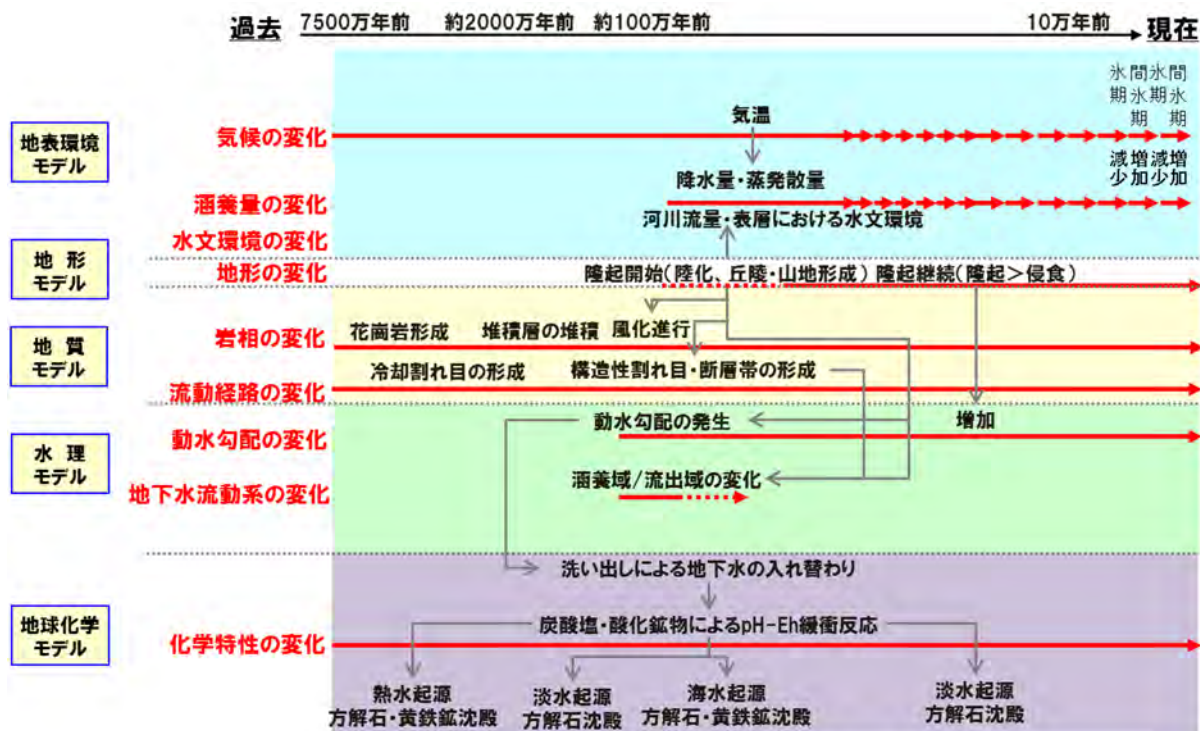 過去 7500万年前 約2000万年前 約100万年前 10万年前 現在
氷期 間氷期 氷期 間氷期
地表環境
モデル
気候の変化
気温
減少 増加 減少 増加
降水量・蒸発散量
涵養量の変化
河川流量・表層における水文環境
水文環境の変化
地形
モデル
地形の変化
隆起開始(陸化、丘陵・山地形成) 隆起継続(隆起>侵食)
地質
モデル
岩相の変化
花崗岩形成 堆積層の堆積 風化進行
冷却割れ目の形成 構造性割れ目・断層帯の形成
流動経路の変化
水理
モデル
動水勾配の変化
動水勾配の発生 増加
涵養域/流出域の変化
地下水流動系の変化
洗い出しによる地下水の入れ替わり
地球化学
モデル
化学特性の変化
炭酸塩・酸化鉱物によるpH-Eh緩衝反応
熱水起源
方解石・黄鉄鉱沈殿
淡水起源
方解石沈殿
海水起源
方解石・黄鉄鉱沈殿
淡水起源
方解石沈殿